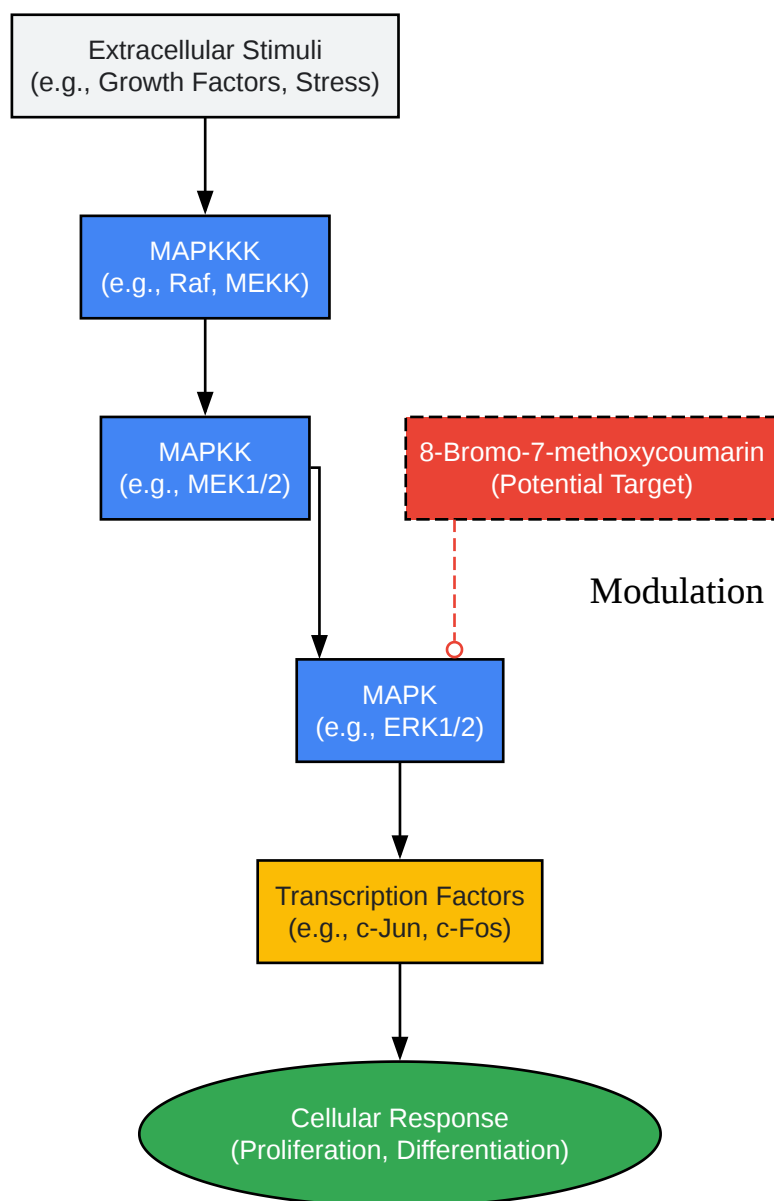 Extracellular Stimuli
(e.g., Growth Factors, Stress)
MAPKKK
(e.g., Raf, MEKK)
MAPKK
(e.g., MEK1/2)
8-Bromo-7-methoxycoumarin
(Potential Target)
Modulation
MAPK
(e.g., ERK1/2)
Transcription Factors
(e.g., c-Jun, c-Fos)
Cellular Response
(Proliferation, Differentiation)